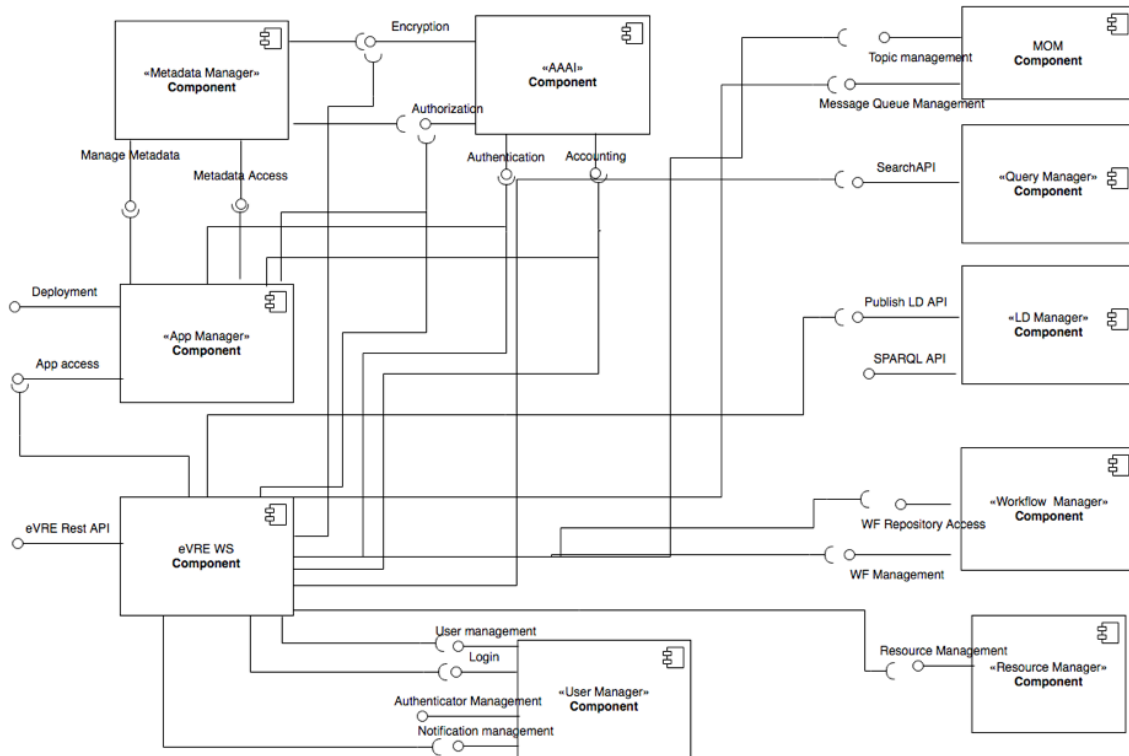 Encryption
«Metadata Manager»
Component
«AAAI»
Component
MOM
Component
Topic management
Message Queue Management
Authorization
Manage Metadata
Metadata Access
Authentication
Accounting
SearchAPI
«Query Manager»
Component
Deployment
«App Manager»
Component
App access
Publish LD API
«LD Manager»
Component
SPARQL API
eVRE Rest API
eVRE WS
Component
«Workflow  Manager»
Component
WF Repository Access
WF Management
User management
Login
«User Manager»
Component
Authenticator Management
Notification management
Resource Management
«Resource Manager»
Component